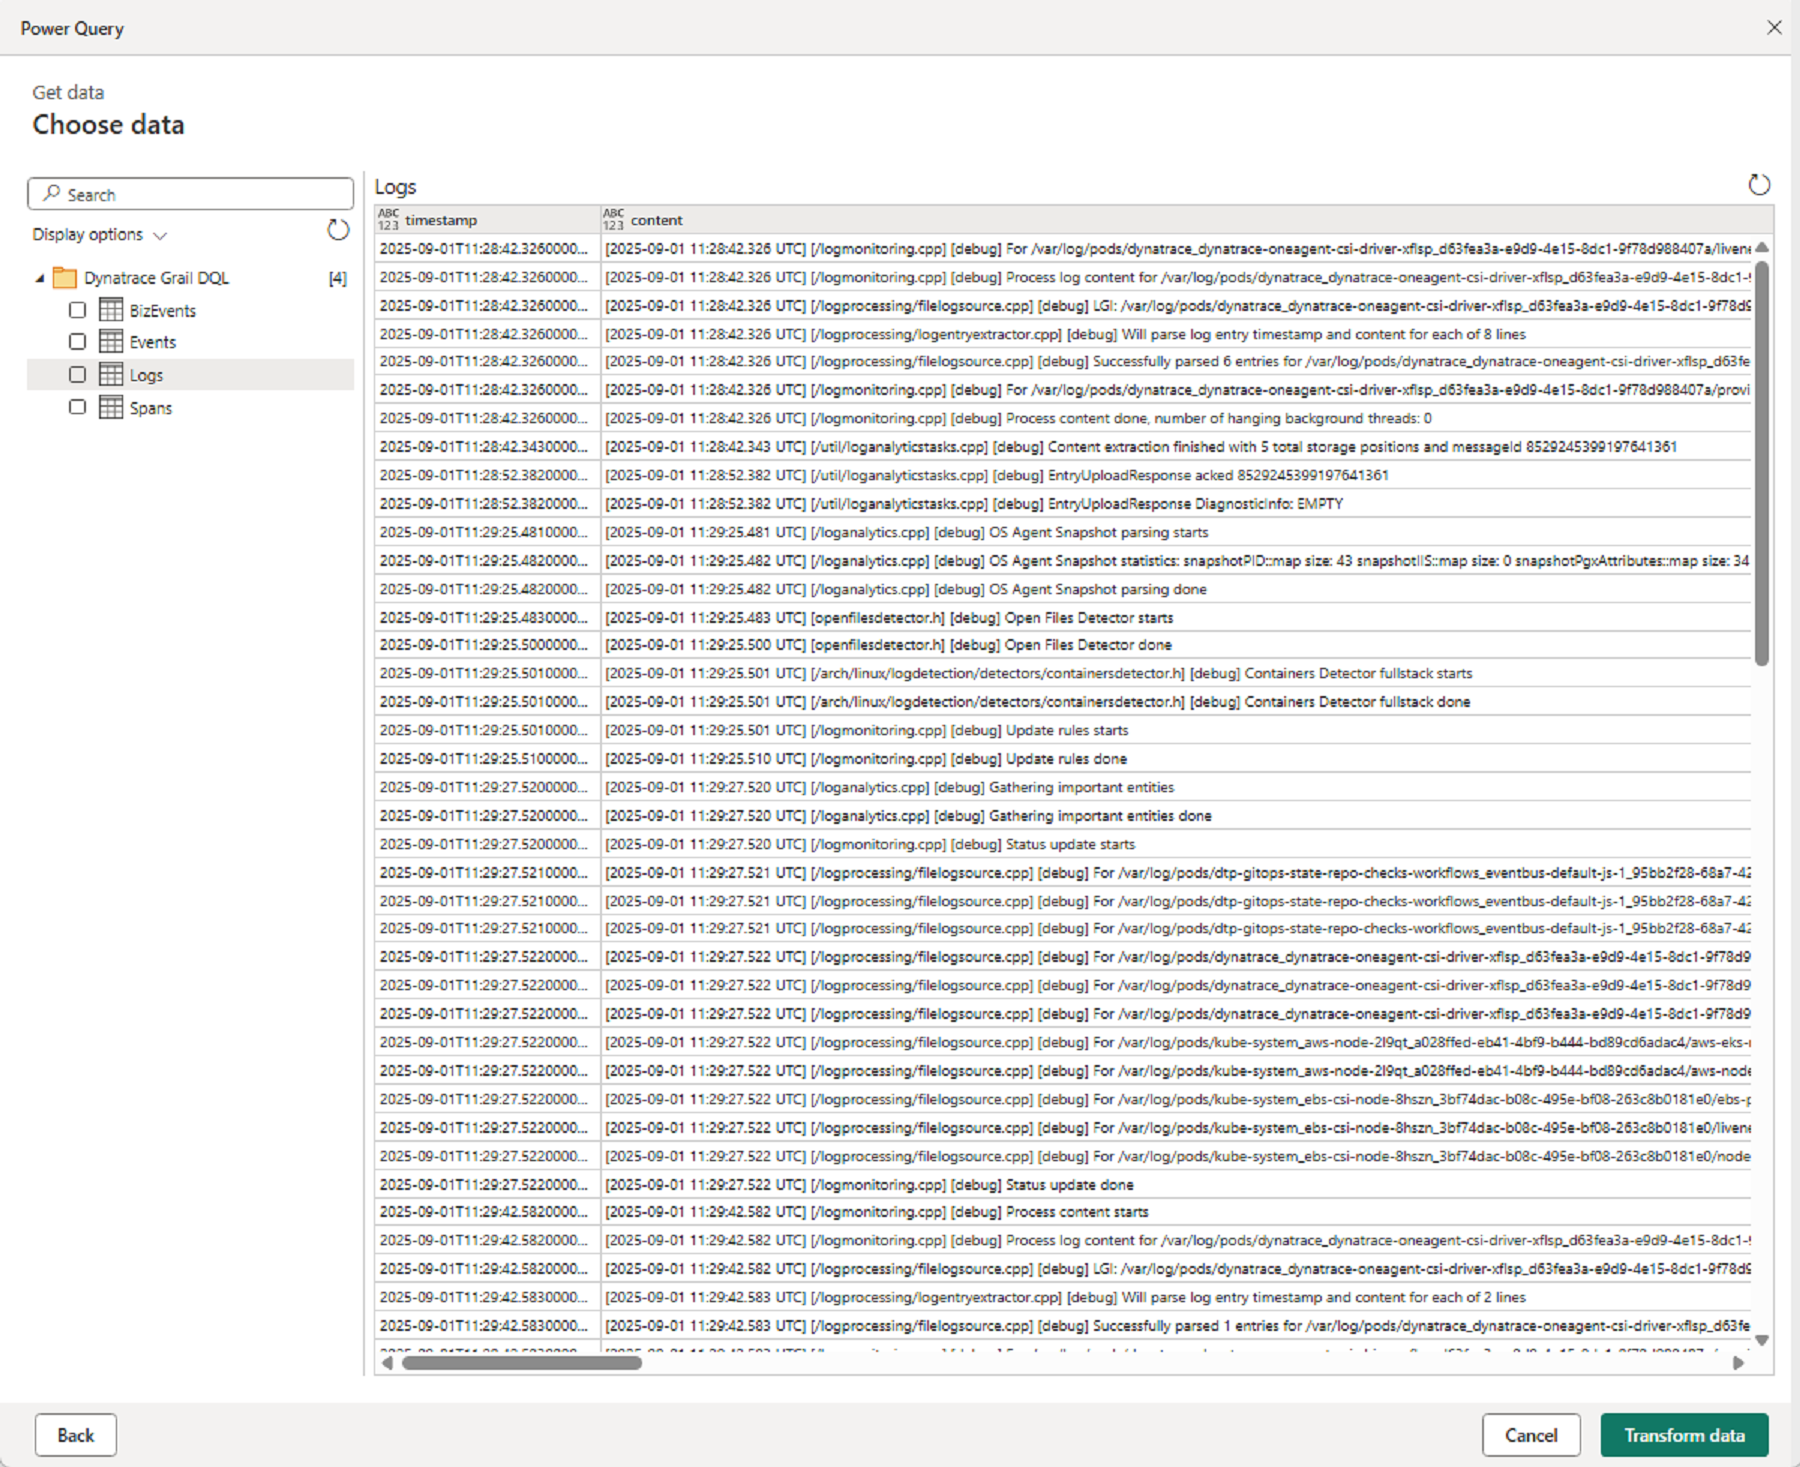 Power Query
Get data
Choose data
Search
Display options
Dynatrace Grail DQL [4]
BizEvents
Events
Logs
Spans
Logs
ABC 123 timestamp ABC 123 content
2025-09-01T11:28:42.3260000... [2025-09-01 11:28:42.326 UTC] [/logmonitoring.cpp] [debug] For /var/log/pods/dynatrace_dynatrace-oneagent-csi-driver-xflsp_d63fea3a-e9d9-4e15-8dc1-9f78d988407a/livene
2025-09-01T11:28:42.3260000... [2025-09-01 11:28:42.326 UTC] [/logmonitoring.cpp] [debug] Process log content for /var/log/pods/dynatrace_dynatrace-oneagent-csi-driver-xflsp_d63fea3a-e9d9-4e15-8dc1-
2025-09-01T11:28:42.3260000... [2025-09-01 11:28:42.326 UTC] [/logprocessing/filelogsource.cpp] [debug] LGI: /var/log/pods/dynatrace_dynatrace-oneagent-csi-driver-xflsp_d63fea3a-e9d9-4e15-8dc1-9f78d9
2025-09-01T11:28:42.3260000... [2025-09-01 11:28:42.326 UTC] [/logprocessing/logentryextractor.cpp] [debug] Will parse log entry timestamp and content for each of 8 lines
2025-09-01T11:28:42.3260000... [2025-09-01 11:28:42.326 UTC] [/logprocessing/filelogsource.cpp] [debug] Successfully parsed 6 entries for /var/log/pods/dynatrace_dynatrace-oneagent-csi-driver-xflsp_d63fe
2025-09-01T11:28:42.3260000... [2025-09-01 11:28:42.326 UTC] [/logmonitoring.cpp] [debug] For /var/log/pods/dynatrace_dynatrace-oneagent-csi-driver-xflsp_d63fea3a-e9d9-4e15-8dc1-9f78d988407a/provi
2025-09-01T11:28:42.3260000... [2025-09-01 11:28:42.326 UTC] [/logmonitoring.cpp] [debug] Process content done, number of hanging background threads: 0
2025-09-01T11:28:42.3430000... [2025-09-01 11:28:42.343 UTC] [/util/loganalyticstasks.cpp] [debug] Content extraction finished with 5 total storage positions and messageId 8529245399197641361
2025-09-01T11:28:52.3820000... [2025-09-01 11:28:52.382 UTC] [/util/loganalyticstasks.cpp] [debug] EntryUploadResponse acked 8529245399197641361
2025-09-01T11:28:52.3820000... [2025-09-01 11:28:52.382 UTC] [/util/loganalyticstasks.cpp] [debug] EntryUploadResponse DiagnosticInfo: EMPTY
2025-09-01T11:29:25.4810000... [2025-09-01 11:29:25.481 UTC] [/loganalytics.cpp] [debug] OS Agent Snapshot parsing starts
2025-09-01T11:29:25.4820000... [2025-09-01 11:29:25.482 UTC] [/loganalytics.cpp] [debug] OS Agent Snapshot statistics: snapshotPID::map size: 43 snapshotIIS::map size: 0 snapshotPgxAttributes::map size: 34
2025-09-01T11:29:25.4820000... [2025-09-01 11:29:25.482 UTC] [/loganalytics.cpp] [debug] OS Agent Snapshot parsing done
2025-09-01T11:29:25.4830000... [2025-09-01 11:29:25.483 UTC] [openfilesdetector.h] [debug] Open Files Detector starts
2025-09-01T11:29:25.5000000... [2025-09-01 11:29:25.500 UTC] [openfilesdetector.h] [debug] Open Files Detector done
2025-09-01T11:29:25.5010000... [2025-09-01 11:29:25.501 UTC] [/arch/linux/logdetection/detectors/containersdetector.h] [debug] Containers Detector fullstack starts
2025-09-01T11:29:25.5010000... [2025-09-01 11:29:25.501 UTC] [/arch/linux/logdetection/detectors/containersdetector.h] [debug] Containers Detector fullstack done
2025-09-01T11:29:25.5010000... [2025-09-01 11:29:25.501 UTC] [/logmonitoring.cpp] [debug] Update rules starts
2025-09-01T11:29:25.5100000... [2025-09-01 11:29:25.510 UTC] [/logmonitoring.cpp] [debug] Update rules done
2025-09-01T11:29:27.5200000... [2025-09-01 11:29:27.520 UTC] [/loganalytics.cpp] [debug] Gathering important entities
2025-09-01T11:29:27.5200000... [2025-09-01 11:29:27.520 UTC] [/loganalytics.cpp] [debug] Gathering important entities done
2025-09-01T11:29:27.5200000... [2025-09-01 11:29:27.520 UTC] [/logmonitoring.cpp] [debug] Status update starts
2025-09-01T11:29:27.5210000... [2025-09-01 11:29:27.521 UTC] [/logprocessing/filelogsource.cpp] [debug] For /var/log/pods/dtp-gitops-state-repo-checks-workflows_eventbus-default-js-1_95bb2f28-68a7-42
2025-09-01T11:29:27.5210000... [2025-09-01 11:29:27.521 UTC] [/logprocessing/filelogsource.cpp] [debug] For /var/log/pods/dtp-gitops-state-repo-checks-workflows_eventbus-default-js-1_95bb2f28-68a7-42
2025-09-01T11:29:27.5210000... [2025-09-01 11:29:27.521 UTC] [/logprocessing/filelogsource.cpp] [debug] For /var/log/pods/dtp-gitops-state-repo-checks-workflows_eventbus-default-js-1_95bb2f28-68a7-42
2025-09-01T11:29:27.5220000... [2025-09-01 11:29:27.522 UTC] [/logprocessing/filelogsource.cpp] [debug] For /var/log/pods/dynatrace_dynatrace-oneagent-csi-driver-xflsp_d63fea3a-e9d9-4e15-8dc1-9f78d9
2025-09-01T11:29:27.5220000... [2025-09-01 11:29:27.522 UTC] [/logprocessing/filelogsource.cpp] [debug] For /var/log/pods/dynatrace_dynatrace-oneagent-csi-driver-xflsp_d63fea3a-e9d9-4e15-8dc1-9f78d9
2025-09-01T11:29:27.5220000... [2025-09-01 11:29:27.522 UTC] [/logprocessing/filelogsource.cpp] [debug] For /var/log/pods/dynatrace_dynatrace-oneagent-csi-driver-xflsp_d63fea3a-e9d9-4e15-8dc1-9f78d9
2025-09-01T11:29:27.5220000... [2025-09-01 11:29:27.522 UTC] [/logprocessing/filelogsource.cpp] [debug] For /var/log/pods/kube-system_aws-node-2l9qt_a028ffed-eb41-4bf9-b444-bd89cd6adac4/aws-eks-
2025-09-01T11:29:27.5220000... [2025-09-01 11:29:27.522 UTC] [/logprocessing/filelogsource.cpp] [debug] For /var/log/pods/kube-system_aws-node-2l9qt_a028ffed-eb41-4bf9-b444-bd89cd6adac4/aws-node
2025-09-01T11:29:27.5220000... [2025-09-01 11:29:27.522 UTC] [/logprocessing/filelogsource.cpp] [debug] For /var/log/pods/kube-system_ebs-csi-node-8hszn_3bf74dac-b08c-495e-bf08-263c8b0181e0/ebs-p
2025-09-01T11:29:27.5220000... [2025-09-01 11:29:27.522 UTC] [/logprocessing/filelogsource.cpp] [debug] For /var/log/pods/kube-system_ebs-csi-node-8hszn_3bf74dac-b08c-495e-bf08-263c8b0181e0/livene
2025-09-01T11:29:27.5220000... [2025-09-01 11:29:27.522 UTC] [/logprocessing/filelogsource.cpp] [debug] For /var/log/pods/kube-system_ebs-csi-node-8hszn_3bf74dac-b08c-495e-bf08-263c8b0181e0/node
2025-09-01T11:29:27.5220000... [2025-09-01 11:29:27.522 UTC] [/logmonitoring.cpp] [debug] Status update done
2025-09-01T11:29:42.5820000... [2025-09-01 11:29:42.582 UTC] [/logmonitoring.cpp] [debug] Process content starts
2025-09-01T11:29:42.5820000... [2025-09-01 11:29:42.582 UTC] [/logmonitoring.cpp] [debug] Process log content for /var/log/pods/dynatrace_dynatrace-oneagent-csi-driver-xflsp_d63fea3a-e9d9-4e15-8dc1-
2025-09-01T11:29:42.5820000... [2025-09-01 11:29:42.582 UTC] [/logprocessing/filelogsource.cpp] [debug] LGI: /var/log/pods/dynatrace_dynatrace-oneagent-csi-driver-xflsp_d63fea3a-e9d9-4e15-8dc1-9f78d9
2025-09-01T11:29:42.5830000... [2025-09-01 11:29:42.583 UTC] [/logprocessing/logentryextractor.cpp] [debug] Will parse log entry timestamp and content for each of 2 lines
2025-09-01T11:29:42.5830000... [2025-09-01 11:29:42.583 UTC] [/logprocessing/filelogsource.cpp] [debug] Successfully parsed 1 entries for /var/log/pods/dynatrace_dynatrace-oneagent-csi-driver-xflsp_d63fe
Back
Cancel
Transform data